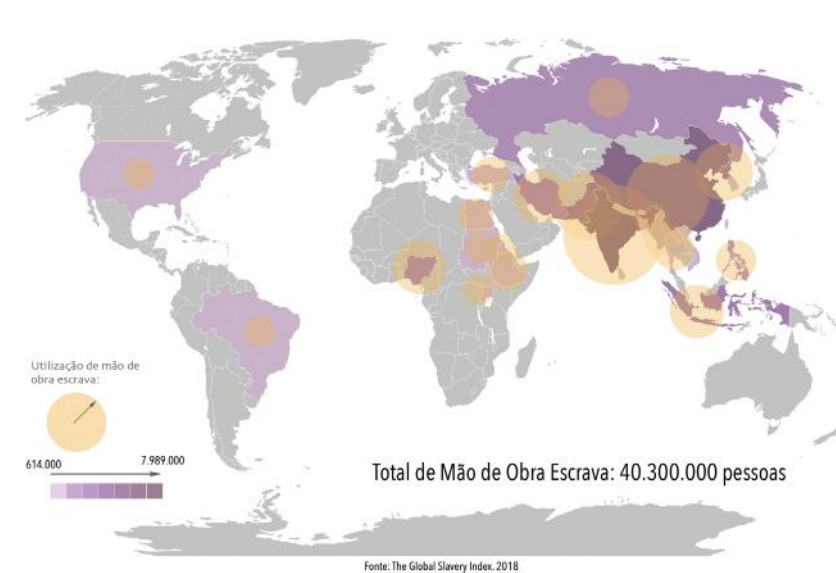 Utilização de mão de
obra escrava:
614.000
7.989.000
Total de Mão de Obra Escrava: 40.300.000 pessoas
Fonte: The Global Slavery Index. 2018